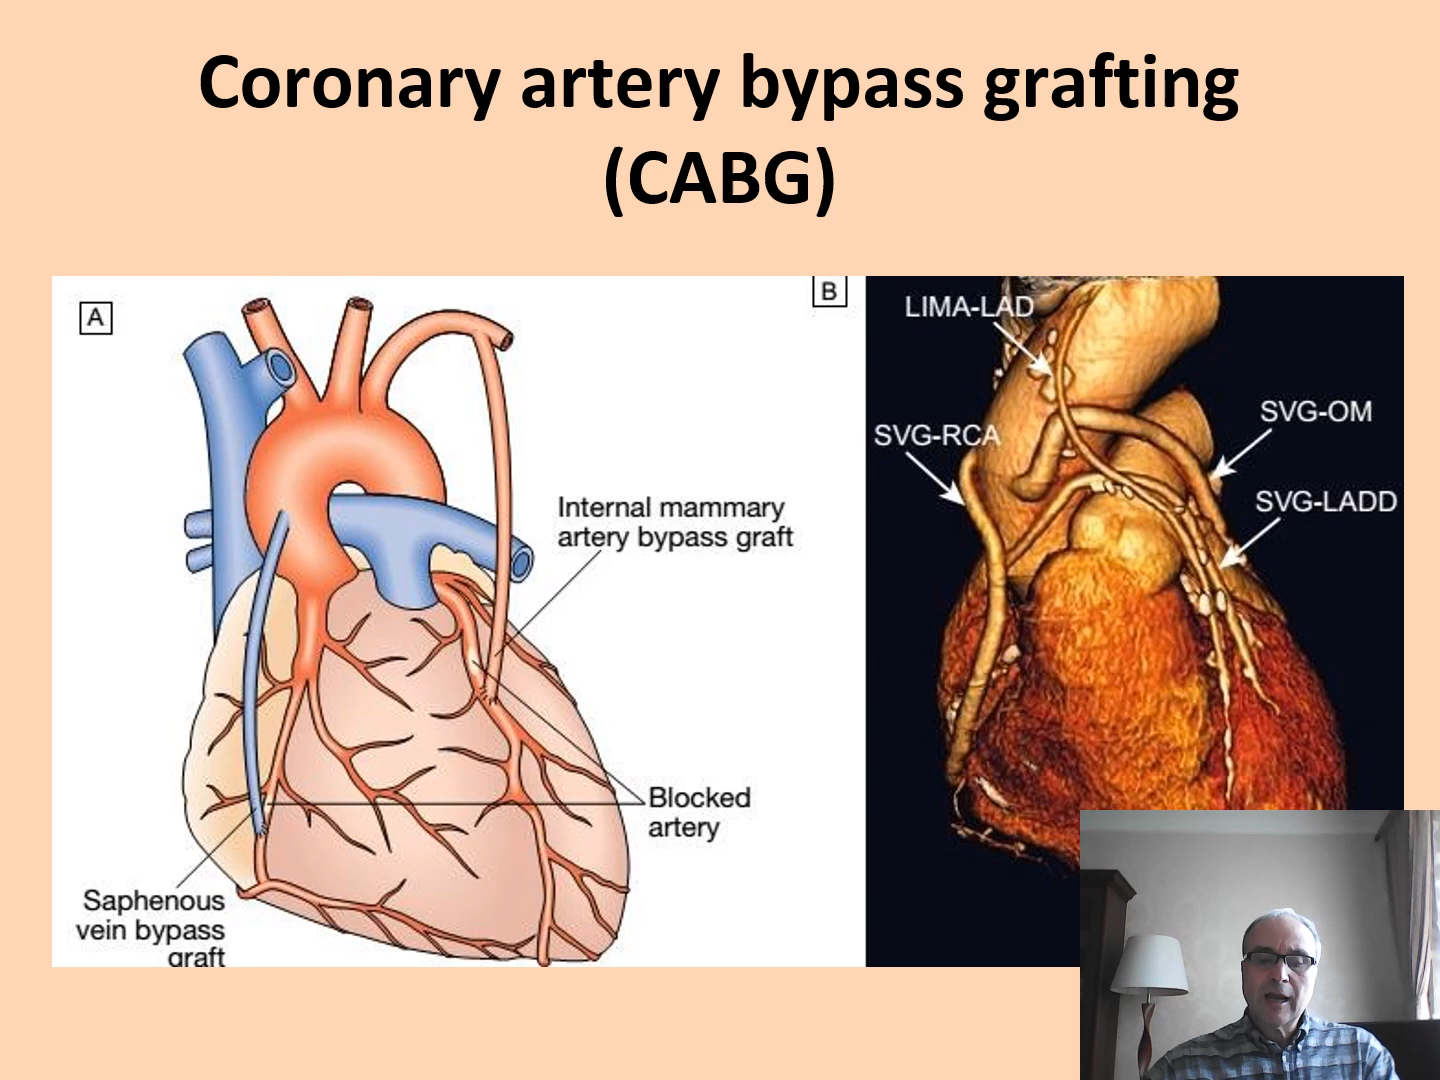 Coronary artery bypass grafting
(CABG)
A
Internal mammary
artery bypass graft
Blocked
artery
Saphenous
vein bypass
graft
B
LIMA-LAD
SVG-RCA
SVG-OM
SVG-LADD